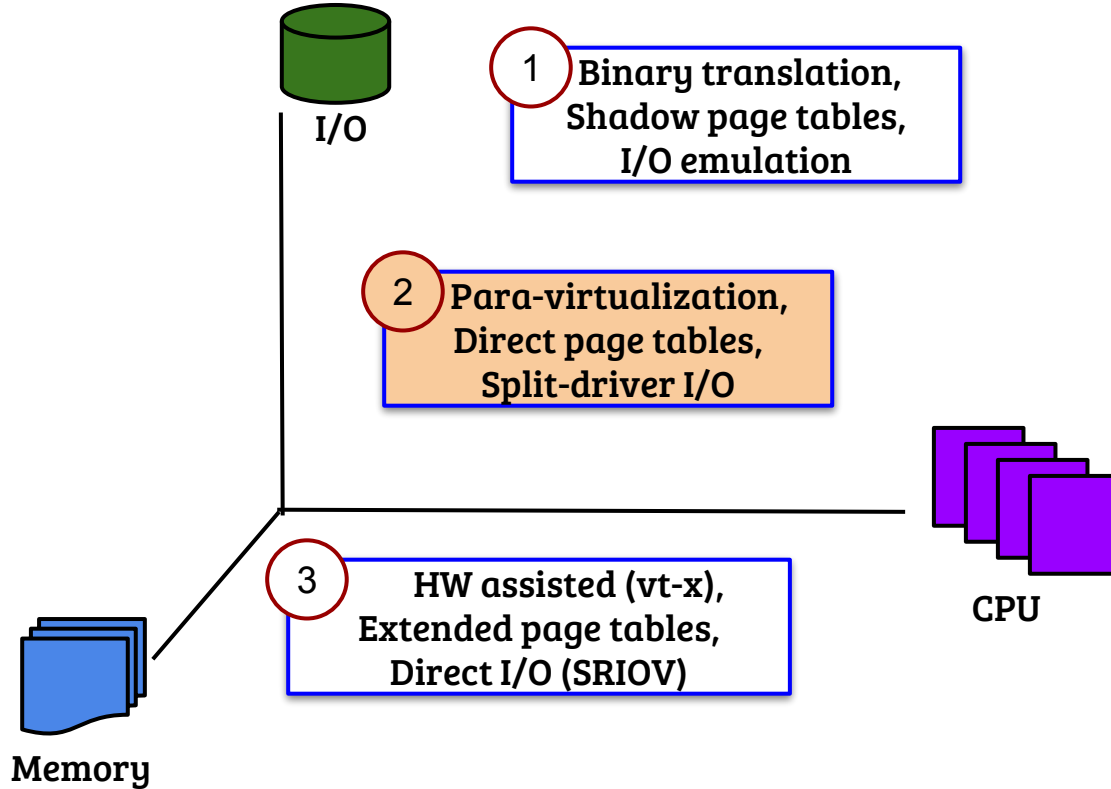 I/O
1
Binary translation,
Shadow page tables,
I/O emulation
2
Para-virtualization,
Direct page tables,
Split-driver I/O
3
HW assisted (vt-x),
Extended page tables,
Direct I/O (SRIOV)
CPU
Memory